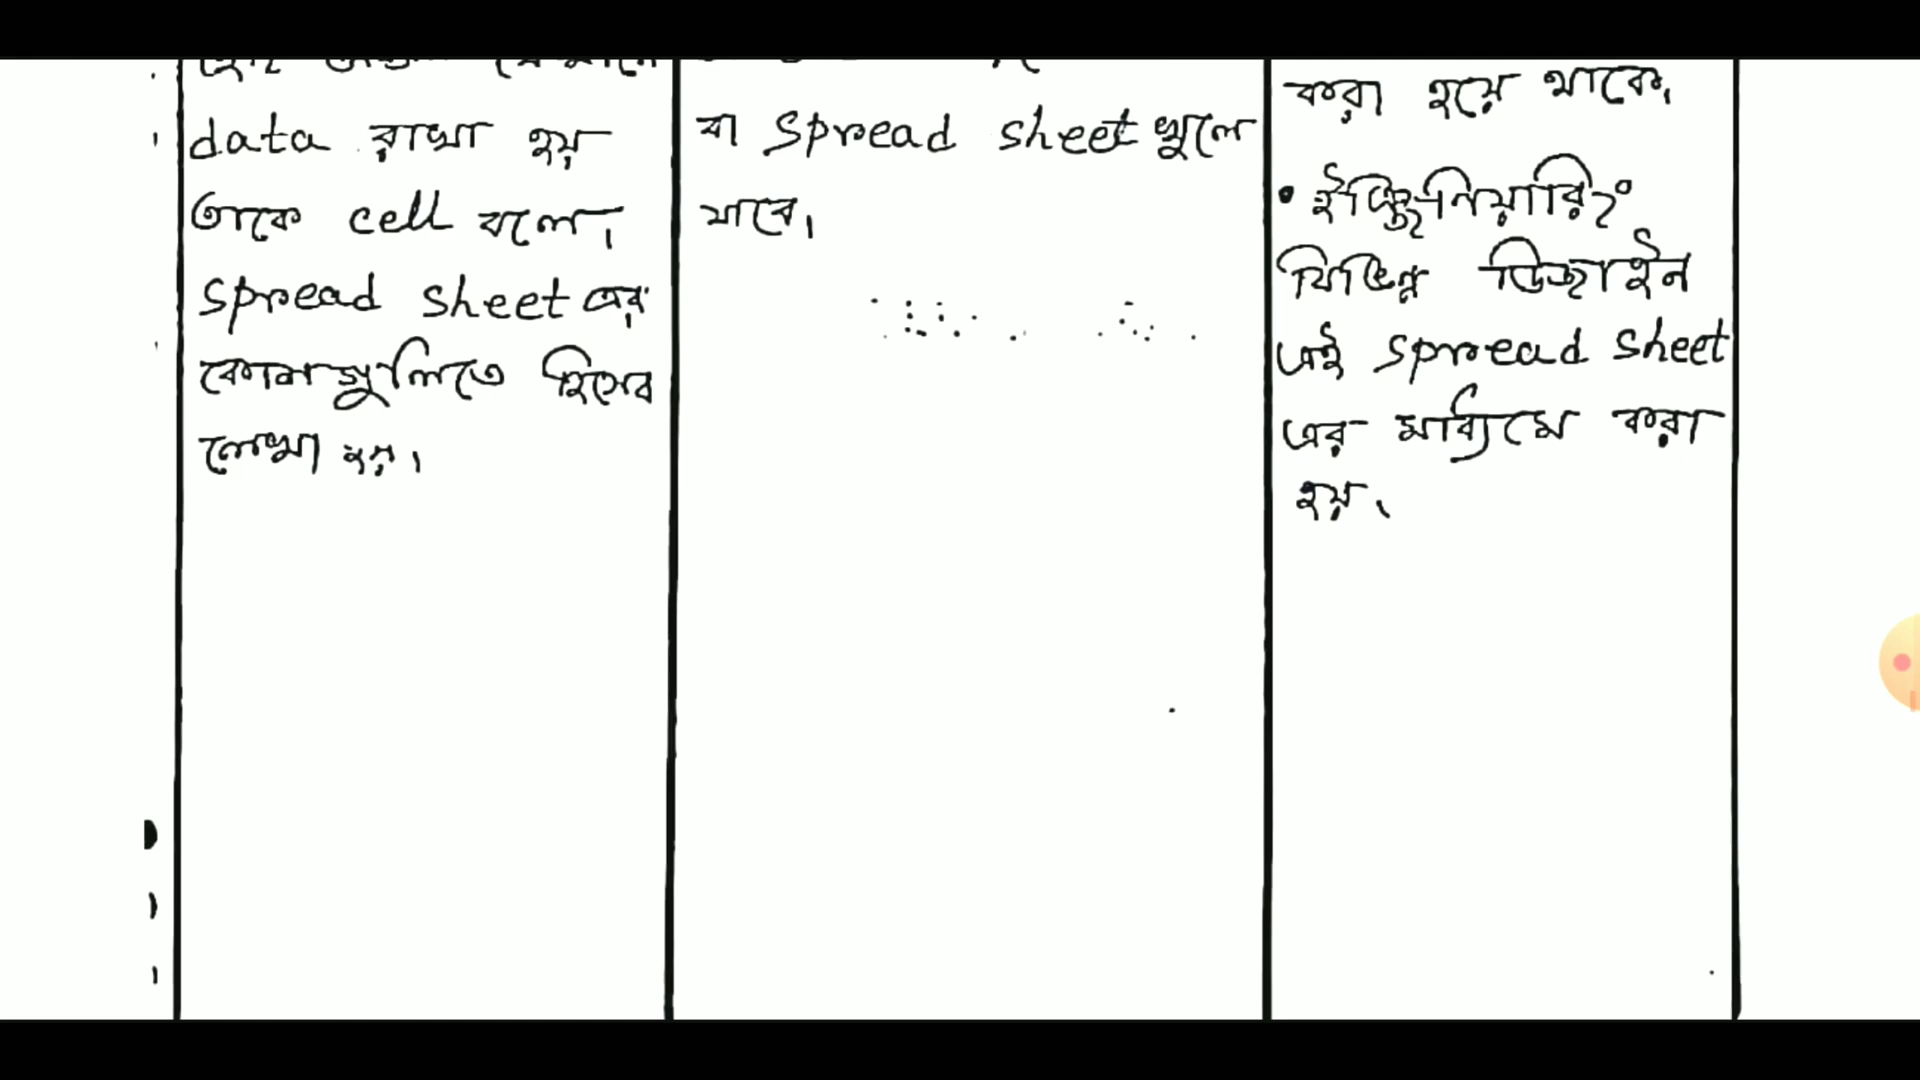 data রাখা হয়
তাকে cell বলে।
spread sheet এর
কোষগুলিতে হিসেব
লেখা হয়।
বা spread sheet খুলে
যাবে।
করা হয়ে থাকে।
• ইঞ্জিনিয়ারিং
বিভিন্ন ডিজাইন
এই spread sheet
এর মাধ্যমে করা
হয়।